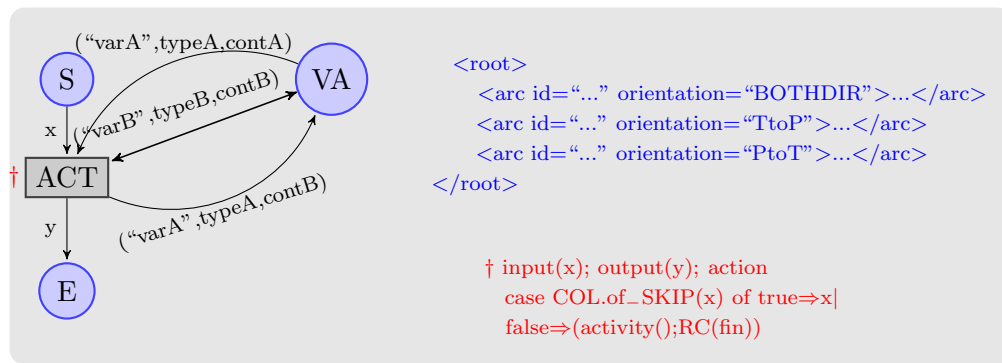 (“varA”,typeA,contA)
S
VA
(“varB”,typeB,contB)
x
† ACT
(“varA”,typeA,contB)
y
E
<root>
<arc id=“...” orientation=“BOTHDIR”>...</arc>
<arc id=“...” orientation=“TtoP”>...</arc>
<arc id=“...” orientation=“PtoT”>...</arc>
</root>
† input(x); output(y); action
case COL.of_SKIP(x) of true⇒x|
false⇒(activity();RC(fin))